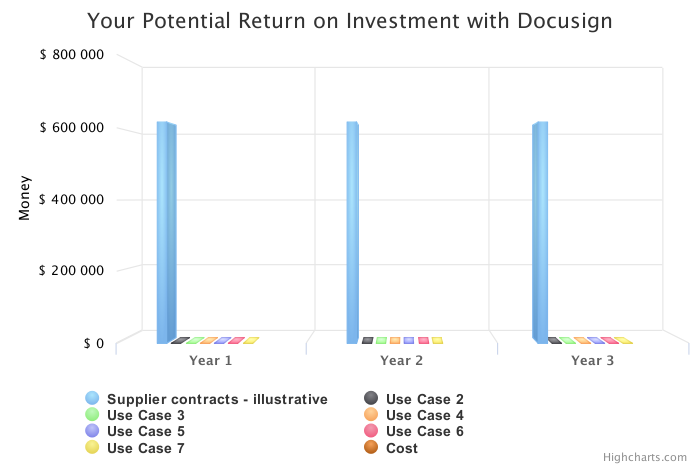 Your Potential Return on Investment with Docusign
$ 800 000
$ 600 000
$ 400 000
$ 200 000
$ 0
Money
Year 1
Year 2
Year 3
Supplier contracts - illustrative
Use Case 2
Use Case 3
Use Case 4
Use Case 5
Use Case 6
Use Case 7
Cost
Highcharts.com